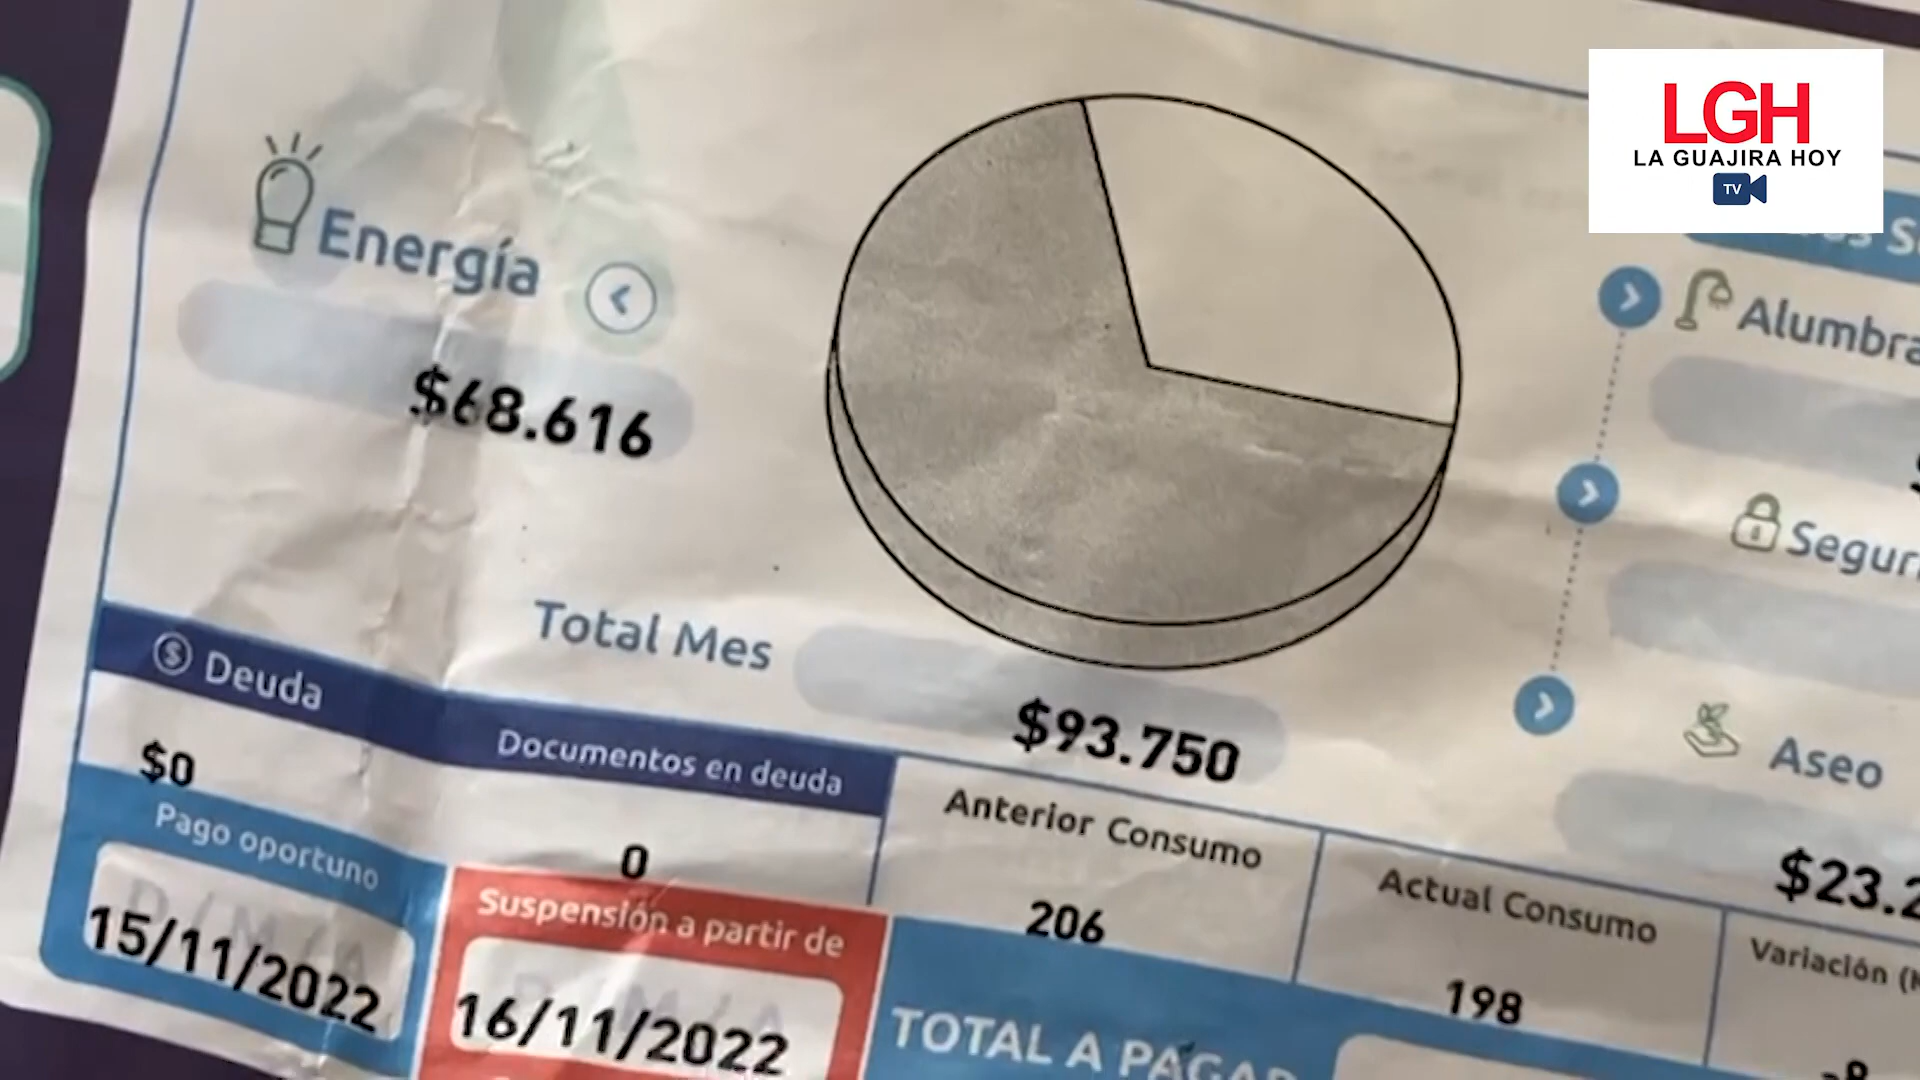 LGH
LA GUAJIRA HOY
TV
Energía
$68.616
Total Mes
$93.750
Aseo
Deuda
$0
Documentos en deuda
0
Pago oportuno
15/11/2022
Suspensión a partir de
16/11/2022
Anterior Consumo
206
Actual Consumo
198
Variación
TOTAL A PAGAR